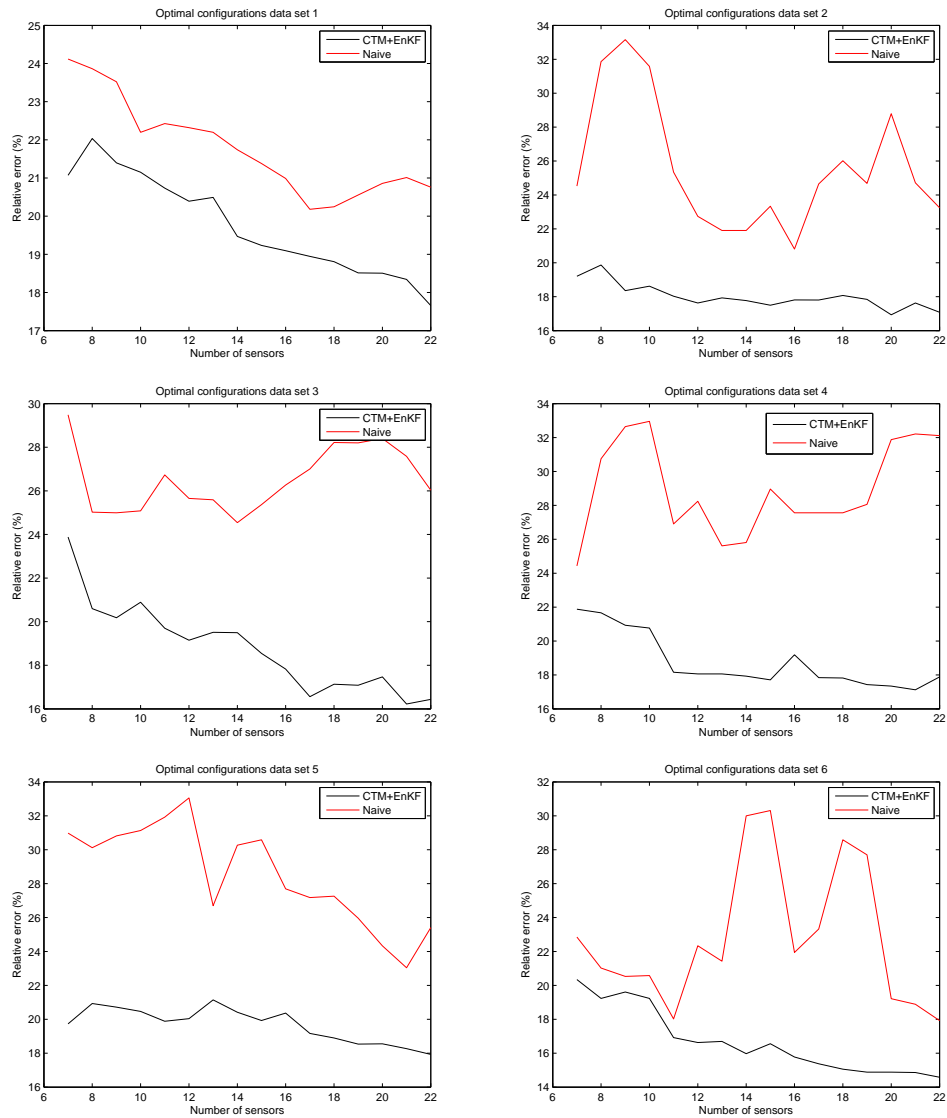 Optimal configurations data set 1
25
24
23
22
21
20
19
18
17
6 8 10 12 14 16 18 20 22
Relative error (%)
Number of sensors
CTM+EnKF
Naive
Optimal configurations data set 2
34
32
30
28
26
24
22
20
18
16
6 8 10 12 14 16 18 20 22
Relative error (%)
Number of sensors
CTM+EnKF
Naive
Optimal configurations data set 3
30
28
26
24
22
20
18
16
6 8 10 12 14 16 18 20 22
Relative error (%)
Number of sensors
CTM+EnKF
Naive
Optimal configurations data set 4
34
32
30
28
26
24
22
20
18
16
6 8 10 12 14 16 18 20 22
Relative error (%)
Number of sensors
CTM+EnKF
Naive
Optimal configurations data set 5
34
32
30
28
26
24
22
20
18
16
6 8 10 12 14 16 18 20 22
Relative error (%)
Number of sensors
CTM+EnKF
Naive
Optimal configurations data set 6
32
30
28
26
24
22
20
18
16
14
6 8 10 12 14 16 18 20 22
Relative error (%)
Number of sensors
CTM+EnKF
Naive